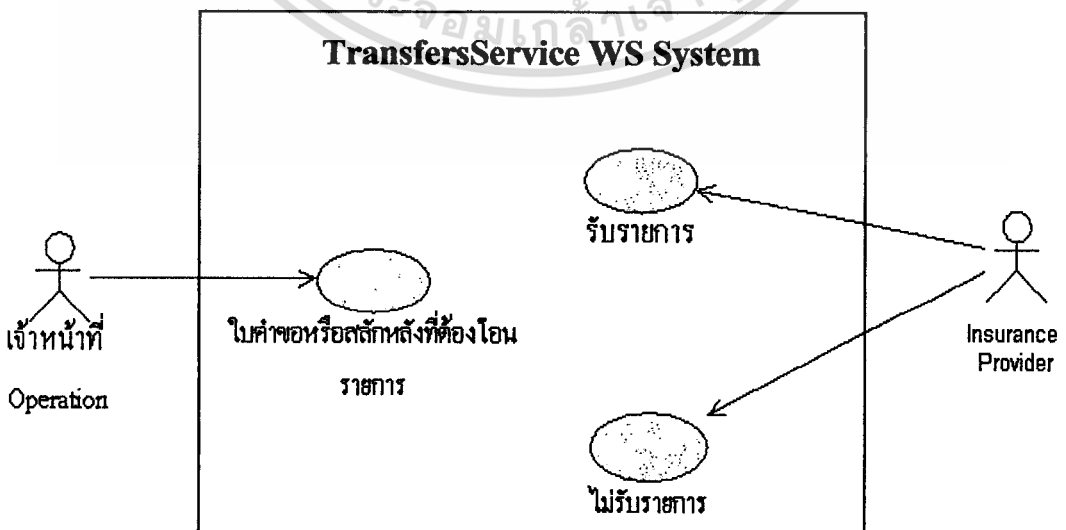 TransfersService WS System
รับรายการ
เจ้าหน้าที่
Operation
ใบคำขอหรือสลักหลังที่ต้องโอน
รายการ
Insurance
Provider
ไม่รับรายการ